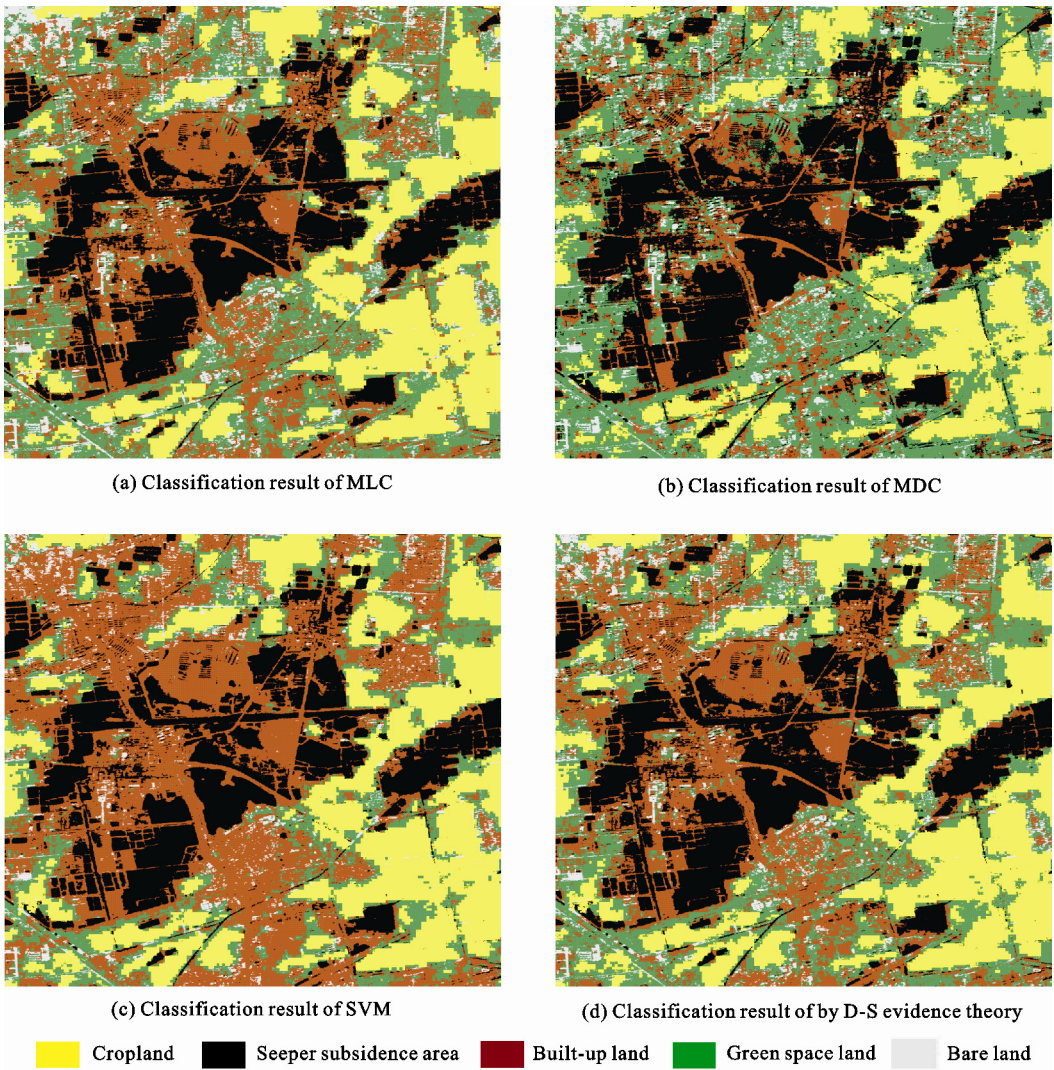 (a) Classification result of MLC
(b) Classification result of MDC
(c) Classification result of SVM
(d) Classification result of by D-S evidence theory
Cropland
Seeper subsidence area
Built-up land
Green space land
Bare land